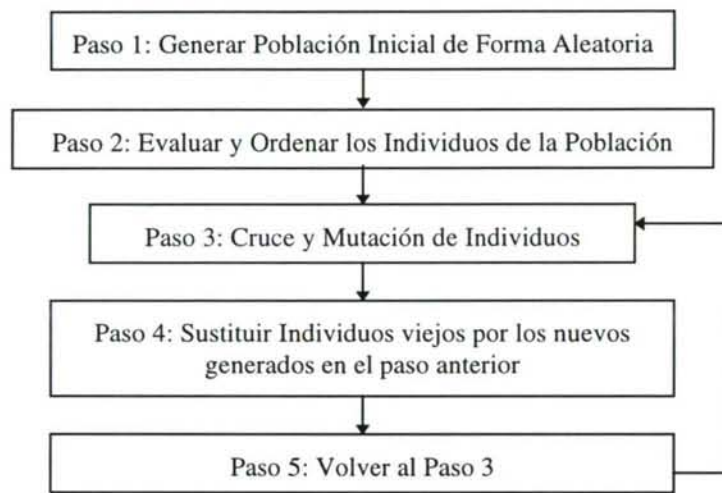 Paso 1: Generar Población Inicial de Forma Aleatoria
Paso 2: Evaluar y Ordenar los Individuos de la Población
Paso 3: Cruce y Mutación de Individuos
Paso 4: Sustituir Individuos viejos por los nuevos
generados en el paso anterior
Paso 5: Volver al Paso 3